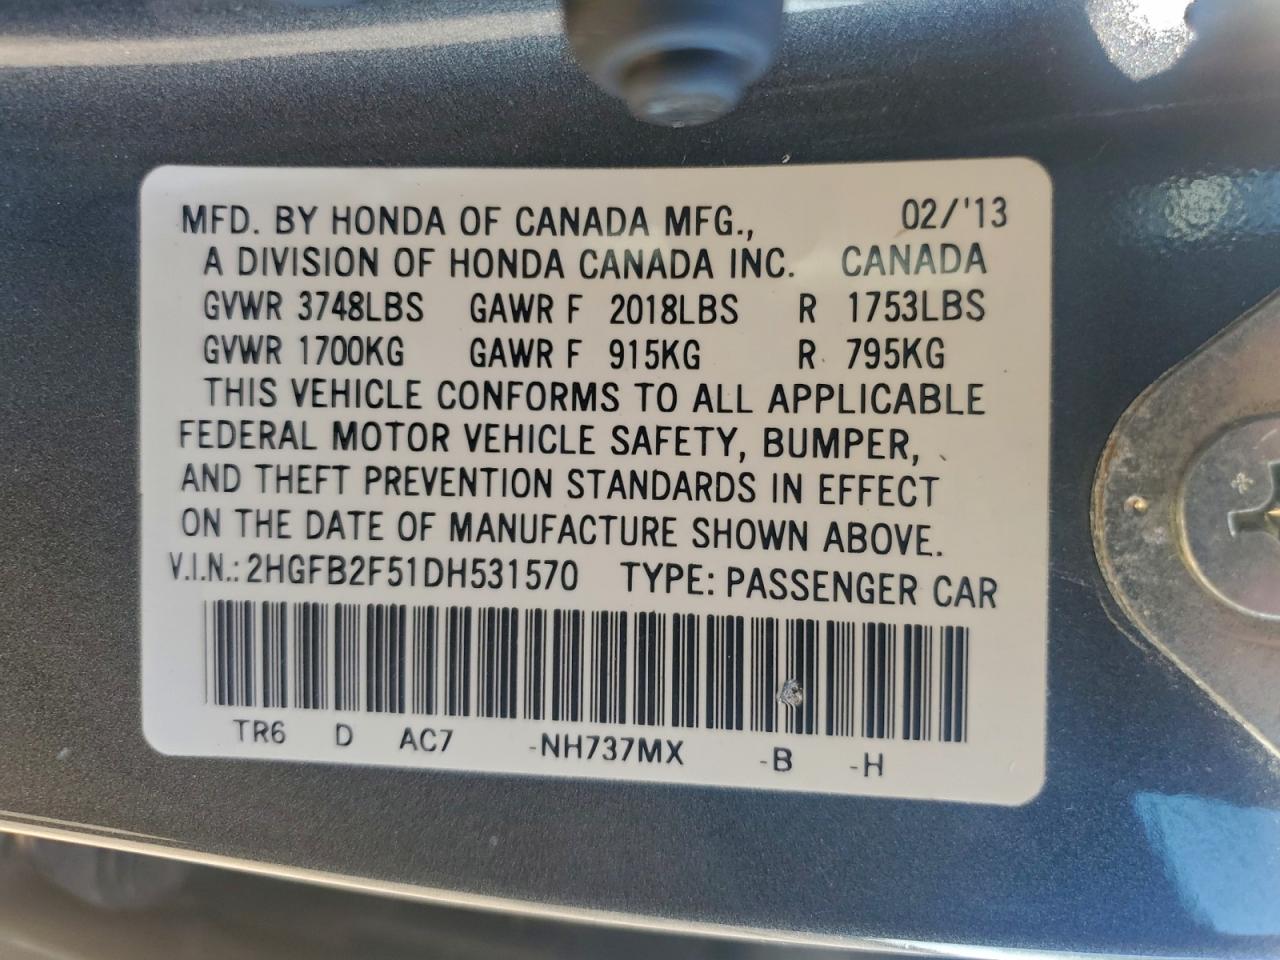 MFD. BY HONDA OF CANADA MFG., 02/'13
A DIVISION OF HONDA CANADA INC. CANADA
GVWR 3748LBS GAWR F 2018LBS R 1753LBS
GVWR 1700KG GAWR F 915KG R 795KG
THIS VEHICLE CONFORMS TO ALL APPLICABLE
FEDERAL MOTOR VEHICLE SAFETY, BUMPER,
AND THEFT PREVENTION STANDARDS IN EFFECT
ON THE DATE OF MANUFACTURE SHOWN ABOVE.
V.I.N.: 2HGFB2F51DH531570 TYPE: PASSENGER CAR
TR6 D AC7 -NH737MX -B -H